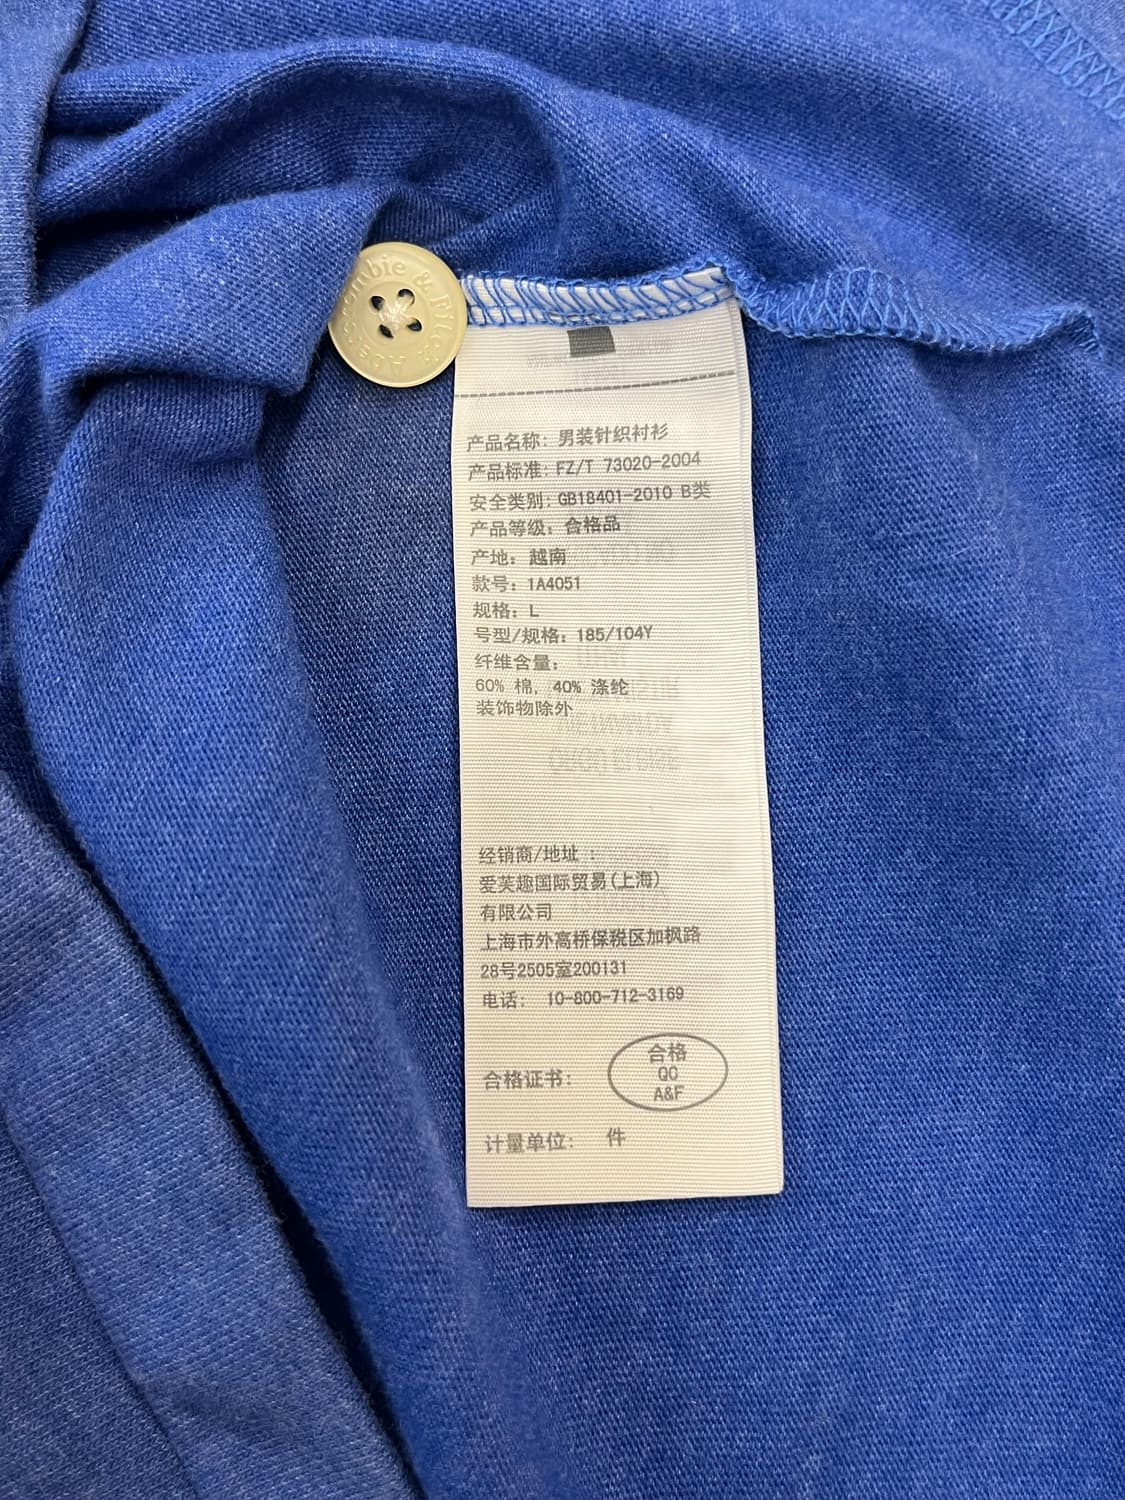 产品名称: 男装针织衬衫
产品标准: FZ/T 73020-2004
安全类别: GB18401-2010 B类
产品等级: 合格品
产地: 越南
款号: 1A4051
规格: L
号型/规格: 185/104Y
纤维含量:
60% 棉, 40% 涤纶
装饰物除外
经销商/地址 :
爱芙趣国际贸易(上海)
有限公司
上海市外高桥保税区加枫路
28号2505室200131
电话: 10-800-712-3169
合格证书:
合格
QC
A&F
计量单位: 件